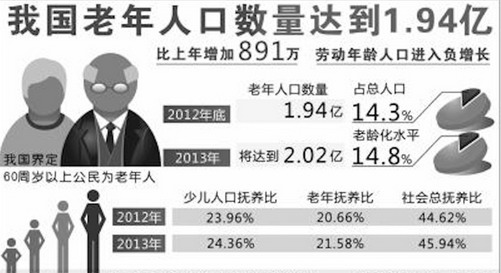 我国老年人口数量达到1.94亿
比上年增加891万 劳动年龄人口进入负增长
老年人口数量 占总人口
2012年底 1.94亿 14.3%
老龄化水平
2013年 将达到2.02亿 14.8%
我国界定
60周岁以上公民为老年人
少儿人口抚养比 老年抚养比 社会总抚养比
2012年 23.96% 20.66% 44.62%
2013年 24.36% 21.58% 45.94%